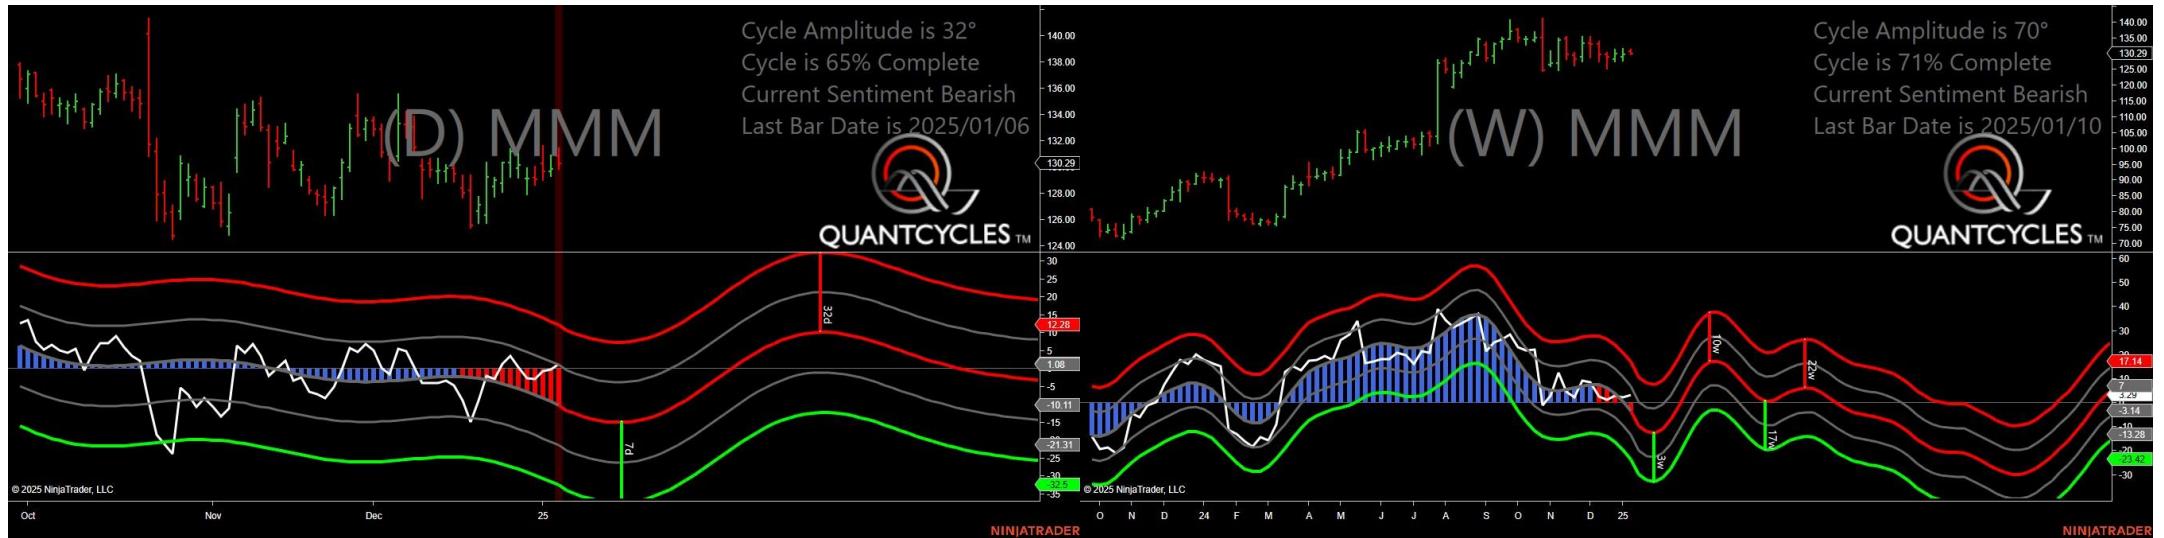 Cycle Amplitude is 32°
Cycle is 65% Complete
Current Sentiment Bearish
Last Bar Date is 2025/01/06
(D) MMM
QUANTCYCLES TM
140.00
138.00
136.00
134.00
132.00
130.29
128.00
126.00
124.00
30
25
20
15
12.28
10
5
1.08
-5
-10.11
-15
-21.31
-25
-30
-32.5
-35
32d
7d
© 2025 NinjaTrader, LLC
Oct
Nov
Dec
25
NINJATRADER
Cycle Amplitude is 70°
Cycle is 71% Complete
Current Sentiment Bearish
Last Bar Date is 2025/01/10
(W) MMM
QUANTCYCLES TM
140.00
135.00
130.29
125.00
120.00
115.00
110.00
105.00
100.00
95.00
90.00
85.00
80.00
75.00
70.00
60
50
40
30
17.14
10
7
3.29
-3.14
-10
-13.28
-20
-23.42
-30
10w
22w
17w
3w
© 2025 NinjaTrader, LLC
O N D 24 F M A M J J A S O N D 25
NINJATRADER